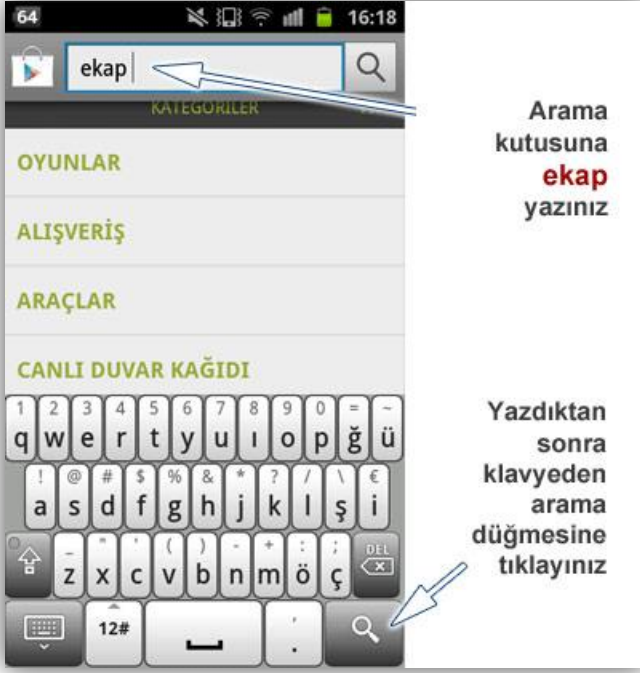 64 16:18
ekap
KATEGORİLER
OYUNLAR
ALIŞVERİŞ
ARAÇLAR
CANLI DUVAR KAĞIDI
1 2 3 4 5 6 7 8 9 0 = ~
q w e r t y u ı o p ğ ü
! @ # $ % & * ? / \ €
a s d f g h j k l ş i
_ " ' ( ) - + : ; DEL
z x c v b n m ö ç
12# ' .
Arama
kutusuna
ekap
yazınız
Yazdıktan
sonra
klavyeden
arama
düğmesine
tıklayınız